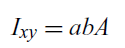 Ixy = abA